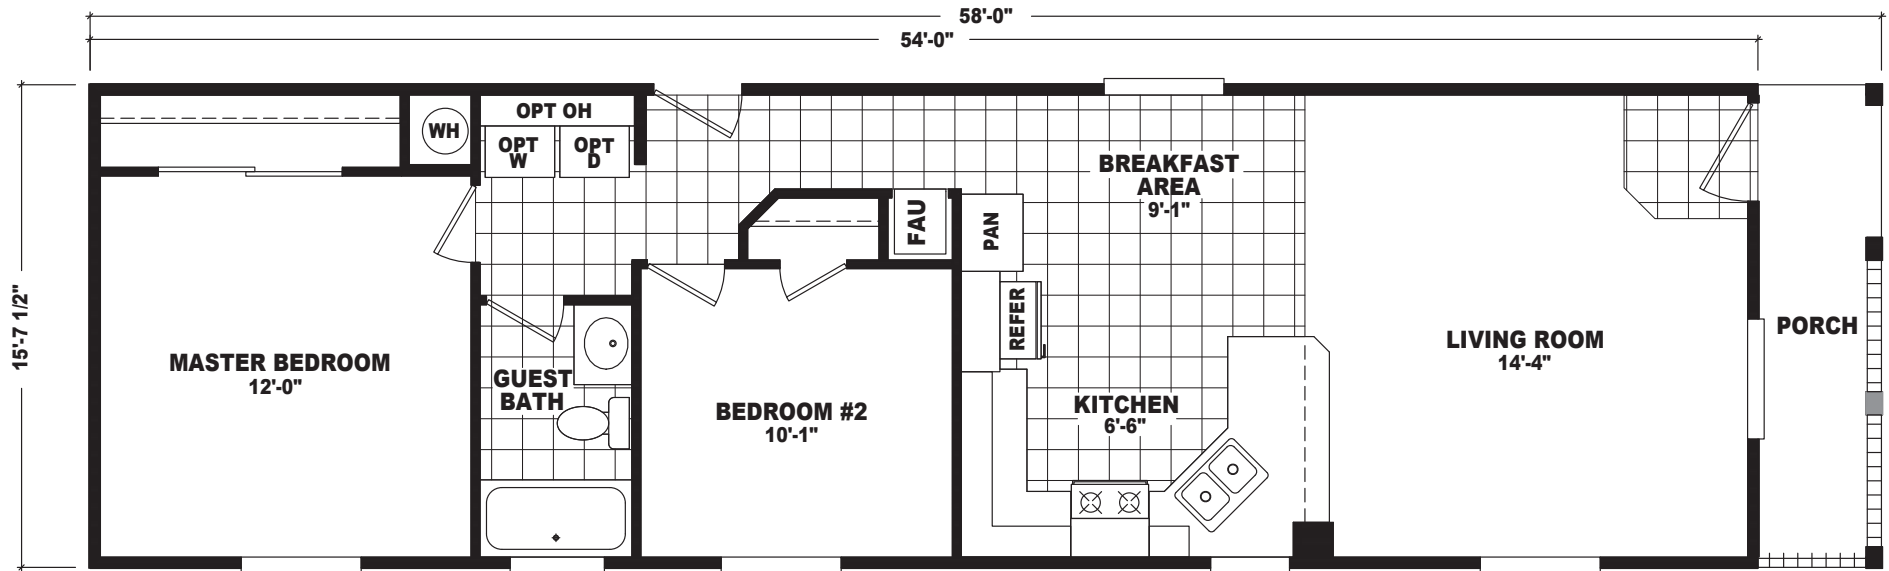 58'-0"
54'-0"
15'-7 1/2"
WH
OPT OH
OPT
W
OPT
D
BREAKFAST
AREA
9'-1"
FAU
PAN
REFER
PORCH
LIVING ROOM
14'-4"
MASTER BEDROOM
12'-0"
GUEST
BATH
BEDROOM #2
10'-1"
KITCHEN
6'-6"